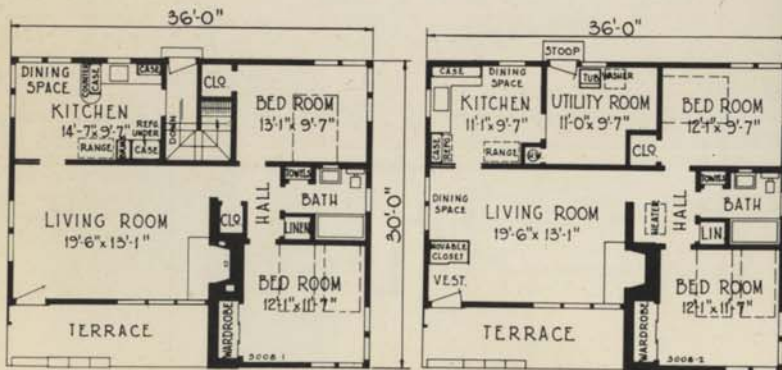 36'-0"
DINING
SPACE
COUNTER
CASE
CASE
CLO.
KITCHEN
14'-7" x 9'-7"
REFG
UNDER
RANGE
CASE
DOWN
BED ROOM
13'-1" x 9'-7"
TOWELS
BATH
HALL
LINEN
LIVING ROOM
19'-6" x 13'-1"
CLO.
BED ROOM
12'-1" x 11'-7"
WARDROBE
TERRACE
3008-1
30'-0"
36'-0"
STOOP
CASE
DINING
SPACE
TUB
WASHER
KITCHEN
11'-1" x 9'-7"
UTILITY ROOM
11'-0" x 9'-7"
BED ROOM
12'-1" x 9'-7"
CASE
REFG
RANGE
CLO.
TOWELS
BATH
HALL
LIN.
DINING
SPACE
LIVING ROOM
19'-6" x 13'-1"
HEATER
MOVABLE
CLOSET
VEST.
BED ROOM
12'-1" x 11'-7"
WARDROBE
TERRACE
3008-2